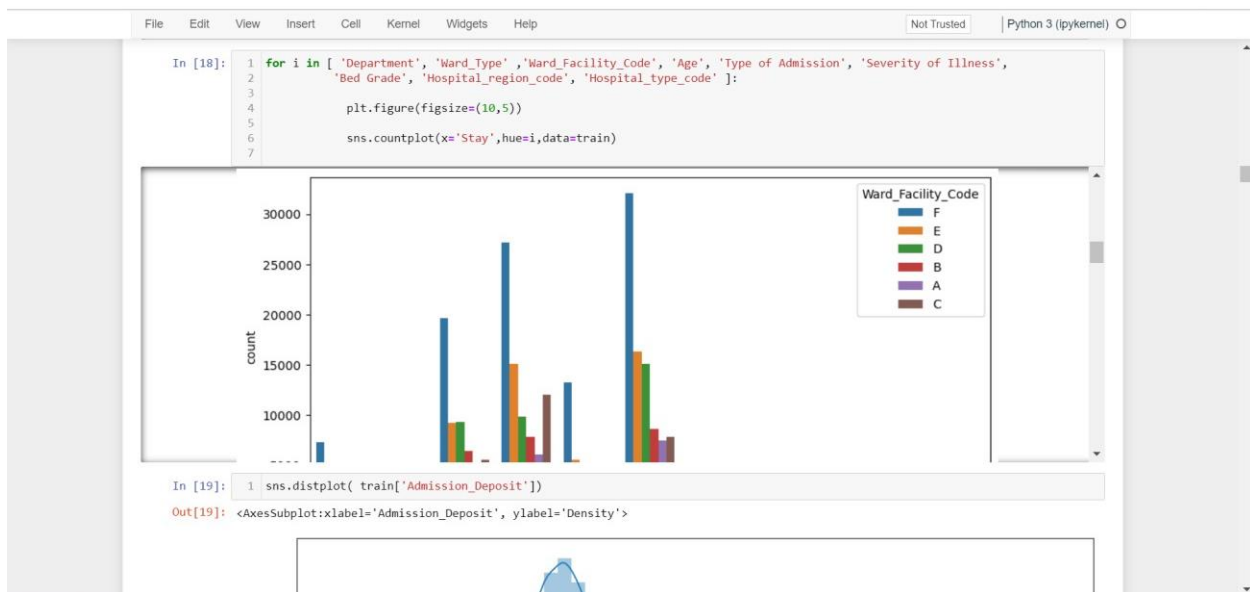 File Edit View Insert Cell Kernel Widgets Help Not Trusted Python 3 (ipykernel)
In [18]:
1 for i in [ 'Department', 'Ward_Type' ,'Ward_Facility_Code', 'Age', 'Type of Admission', 'Severity of Illness',
2 'Bed Grade', 'Hospital_region_code', 'Hospital_type_code' ]:
3
4 plt.figure(figsize=(10,5))
5
6 sns.countplot(x='Stay',hue=i,data=train)
7
Ward_Facility_Code
F
E
D
B
A
C
30000
25000
20000
15000
10000
count
In [19]: 1 sns.distplot( train['Admission_Deposit'])
Out[19]: <AxesSubplot:xlabel='Admission_Deposit', ylabel='Density'>